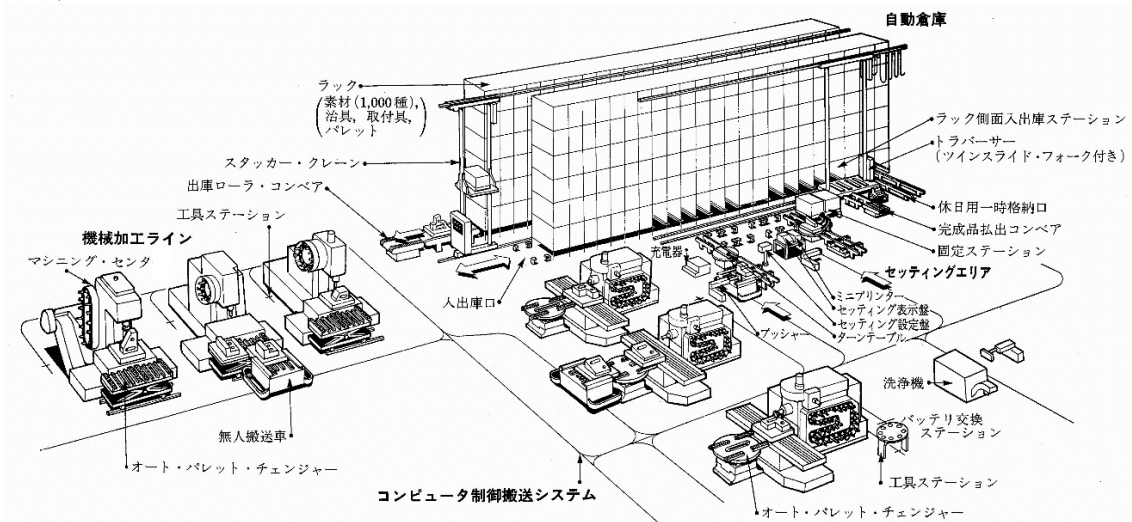 自動倉庫
ラック
(素材(1,000種),
治具, 取付具,
パレット)
スタッカー・クレーン
出庫ローラ・コンベア
工具ステーション
機械加工ライン
マシニング・センタ
無人搬送車
オート・パレット・チェンジャー
入出庫口
コンピュータ制御搬送システム
充電器
プッシャー
ラック側面入出庫ステーション
トラバーサー
(ツインスライド・フォーク付き)
休日用一時格納口
完成品払出コンベア
固定ステーション
セッティングエリア
ミニプリンター
セッティング表示盤
セッティング設定盤
ターンテーブル
洗浄機
バッテリ交換
ステーション
工具ステーション
オート・パレット・チェンジャー